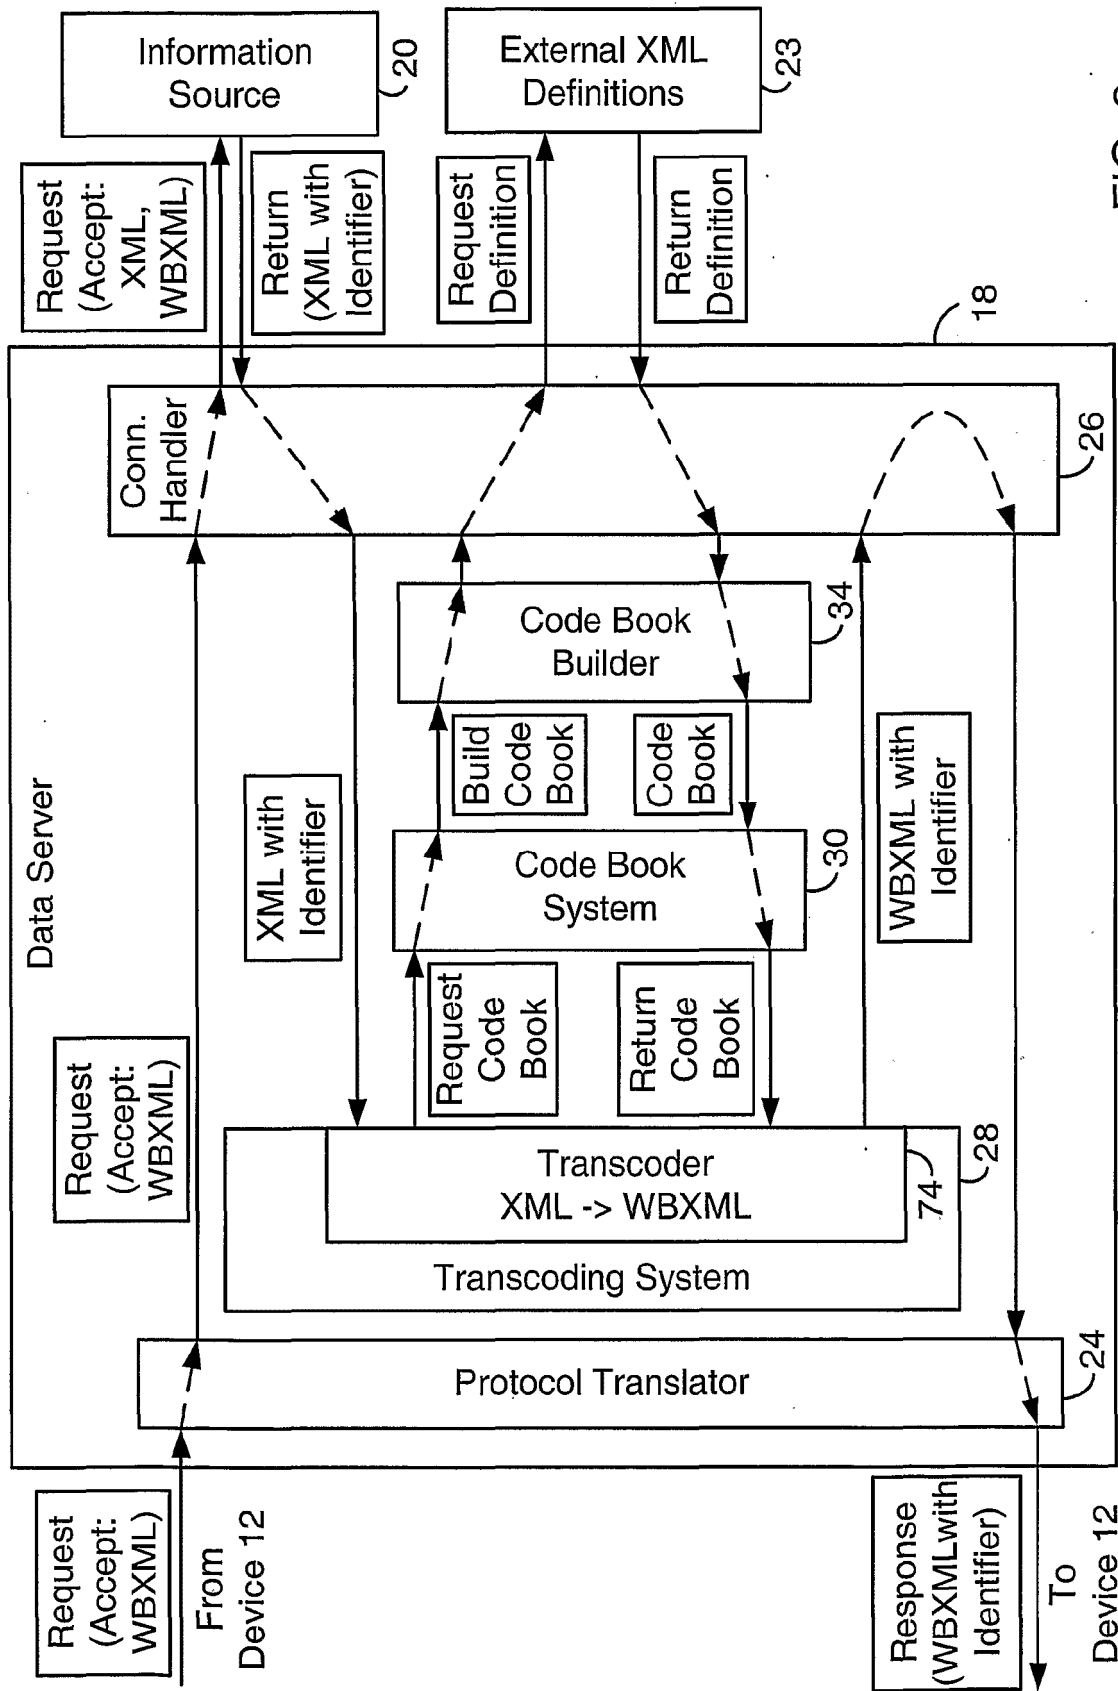 Request
(Accept:
WBXML)
From
Device 12
Response
(WBXMLwith
Identifier)
To
Device 12
Data Server
Protocol Translator
24
Request
(Accept:
WBXML)
Transcoding System
Transcoder
XML -> WBXML
74
28
XML with
Identifier
Request
Code
Book
Return
Code
Book
Code Book
System
30
Build
Code
Book
Code
Book
Code Book
Builder
34
WBXML with
Identifier
Conn.
Handler
26
18
Request
(Accept:
XML,
WBXML)
Return
(XML with
Identifier)
Request
Definition
Return
Definition
Information
Source
20
External XML
Definitions
23